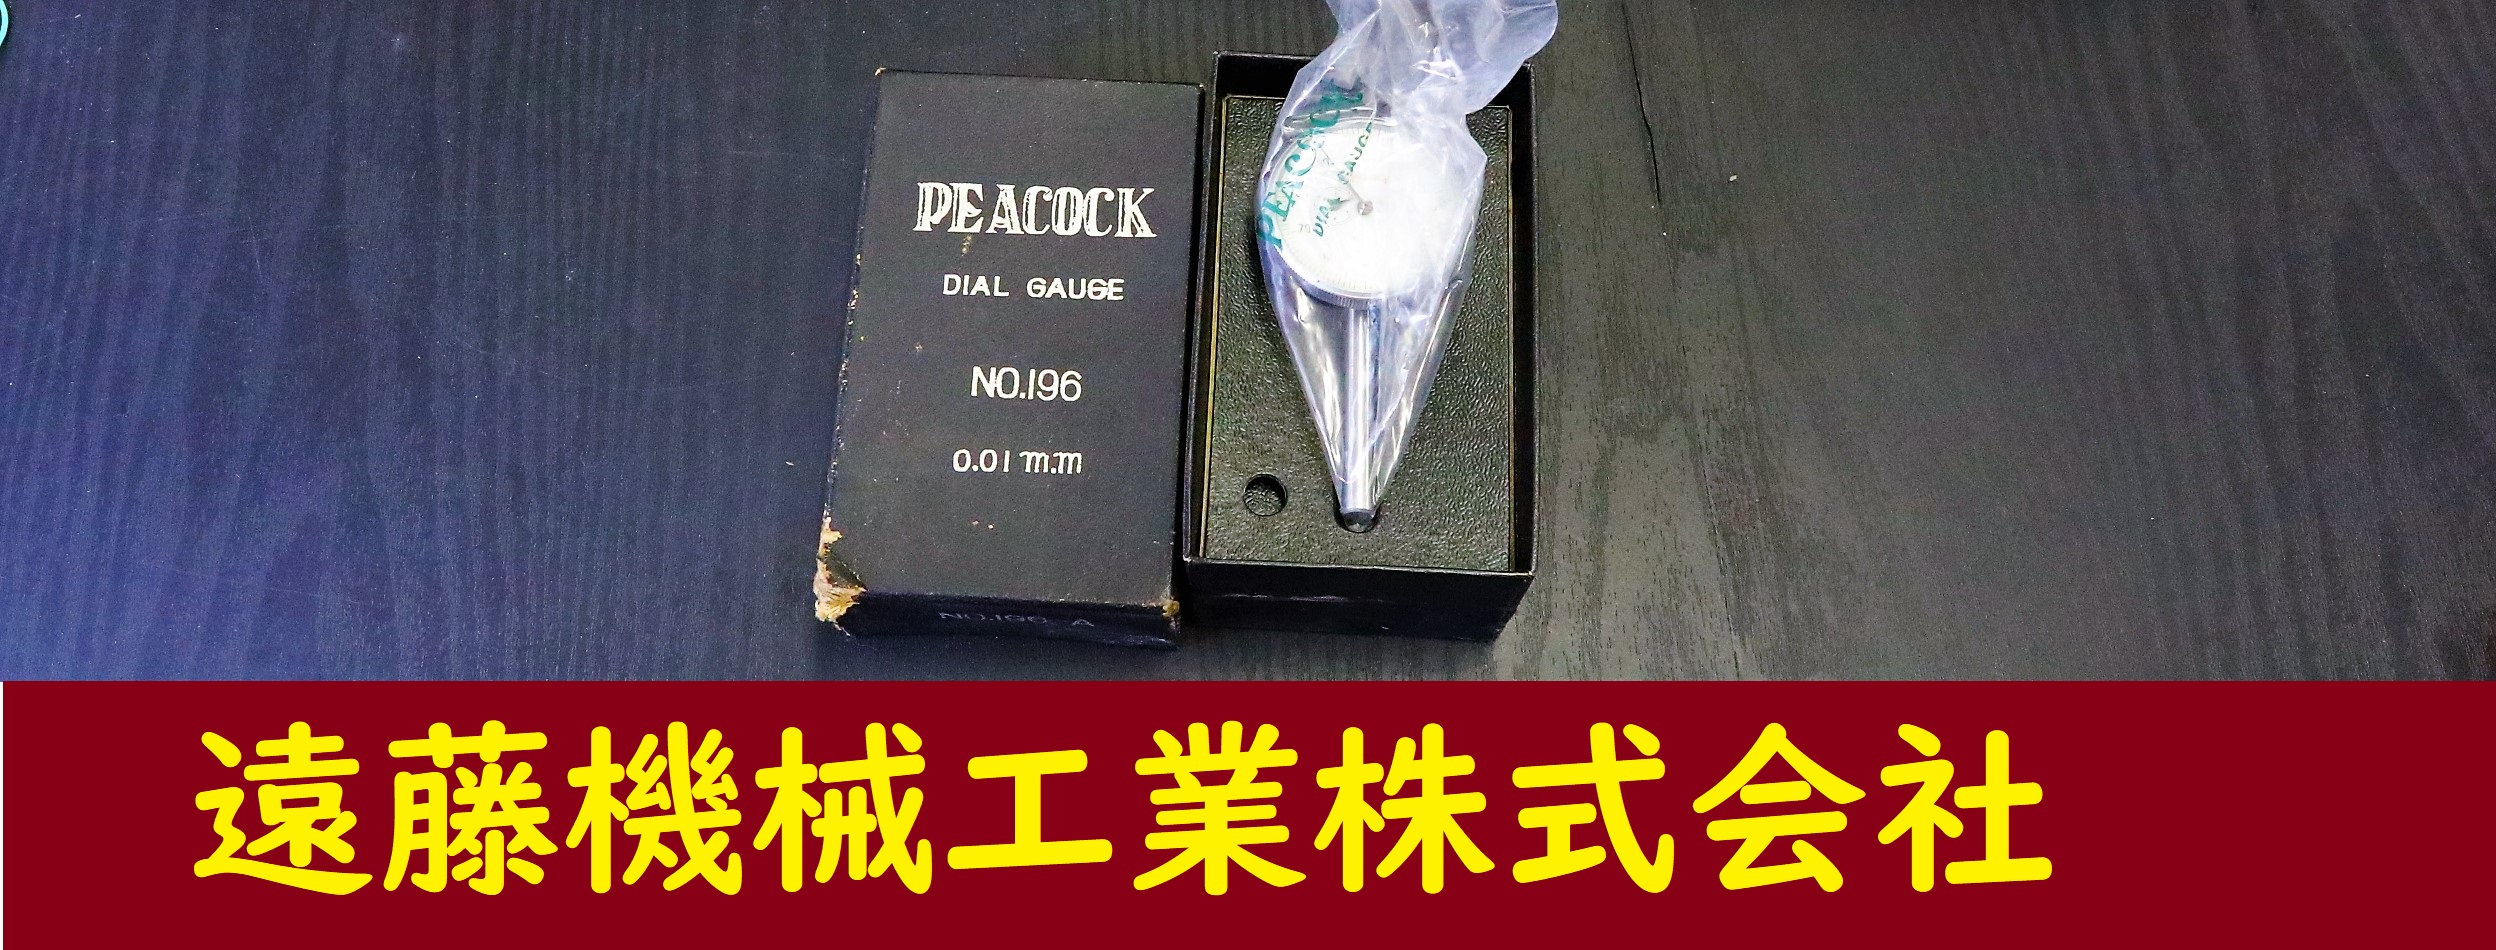 PEACOCK
DIAL GAUGE
NO.196
0.01 m.m
NO.196 A
PEACOCK
DIAL GAUGE
70
遠藤機械工業株式会社